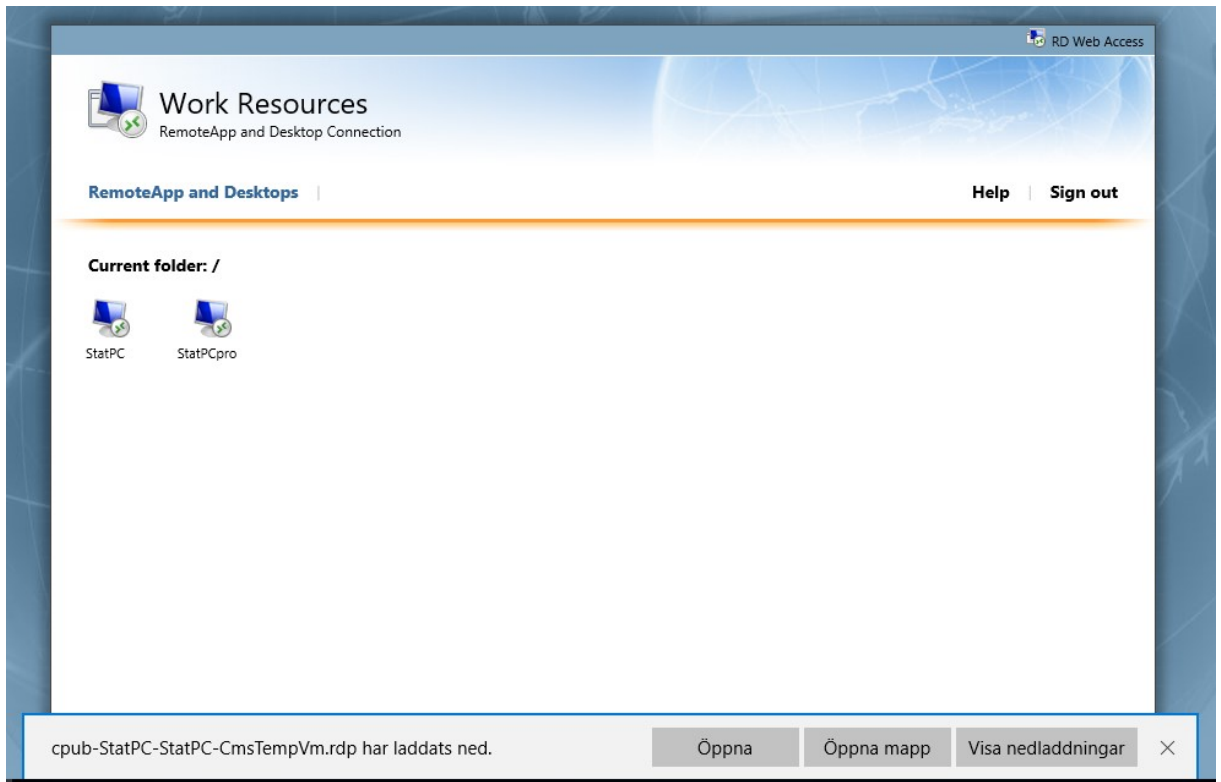 RD Web Access
Work Resources
RemoteApp and Desktop Connection
RemoteApp and Desktops | Help | Sign out
Current folder: /
StatPC StatPCpro
cpub-StatPC-StatPC-CmsTempVm.rdp har laddats ned. Öppna Öppna mapp Visa nedladdningar